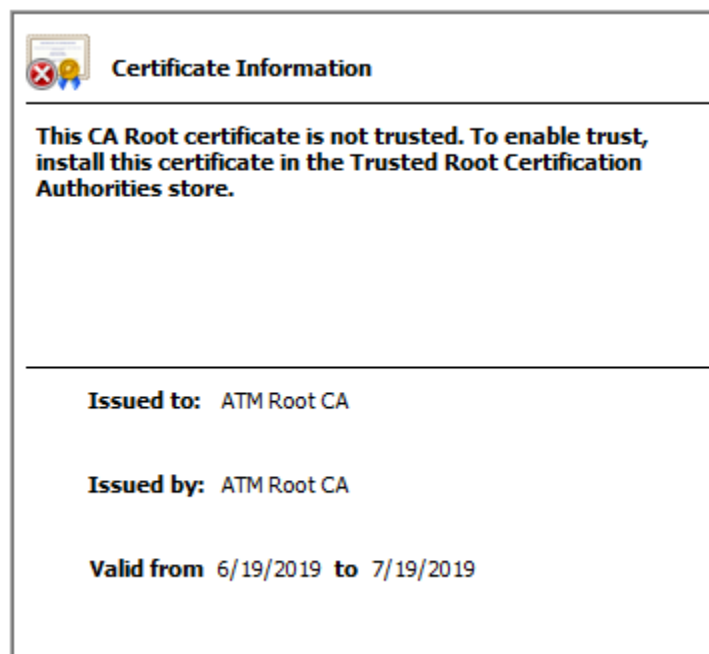 Certificate Information
This CA Root certificate is not trusted. To enable trust,
install this certificate in the Trusted Root Certification
Authorities store.
Issued to: ATM Root CA
Issued by: ATM Root CA
Valid from 6/19/2019 to 7/19/2019